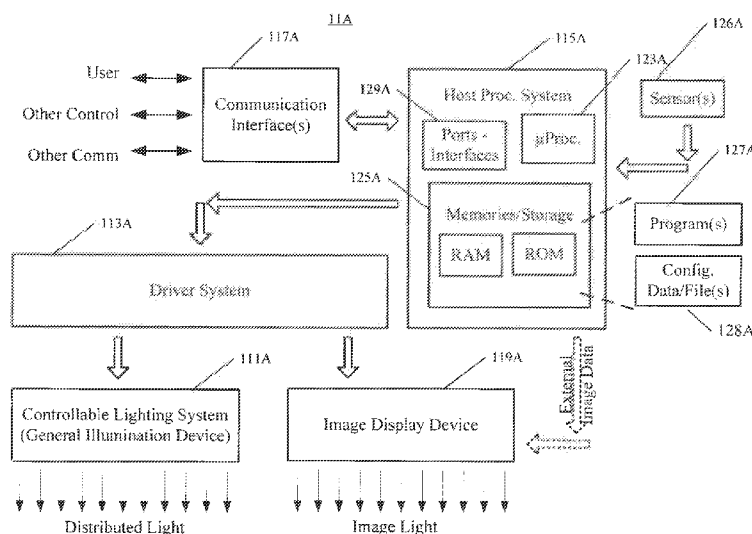 11A
117A
115A
126A
123A
User
Other Control
Other Comm
Communication
Interface(s)
129A
Host Proc. System
Ports -
Interfaces
µProc.
Sensor(s)
127A
125A
Memories/Storage
RAM
ROM
Program(s)
Config.
Data/File(s)
128A
113A
Driver System
111A
119A
External
Image Data
Controllable Lighting System
(General Illumination Device)
Image Display Device
Distributed Light
Image Light